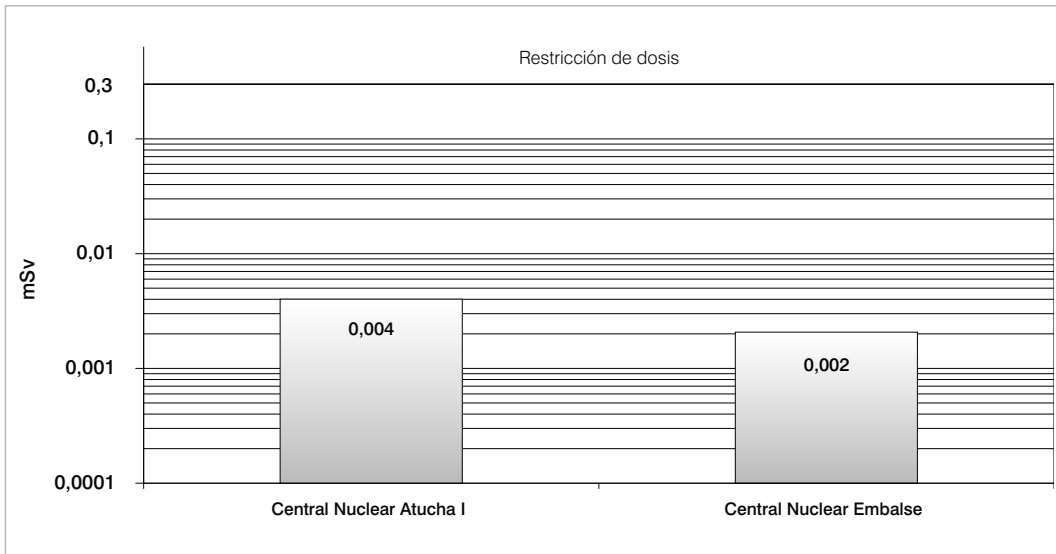 Restricción de dosis
0,3
0,1
0,01
0,001
0,0001
mSv
0,004
0,002
Central Nuclear Atucha I
Central Nuclear Embalse